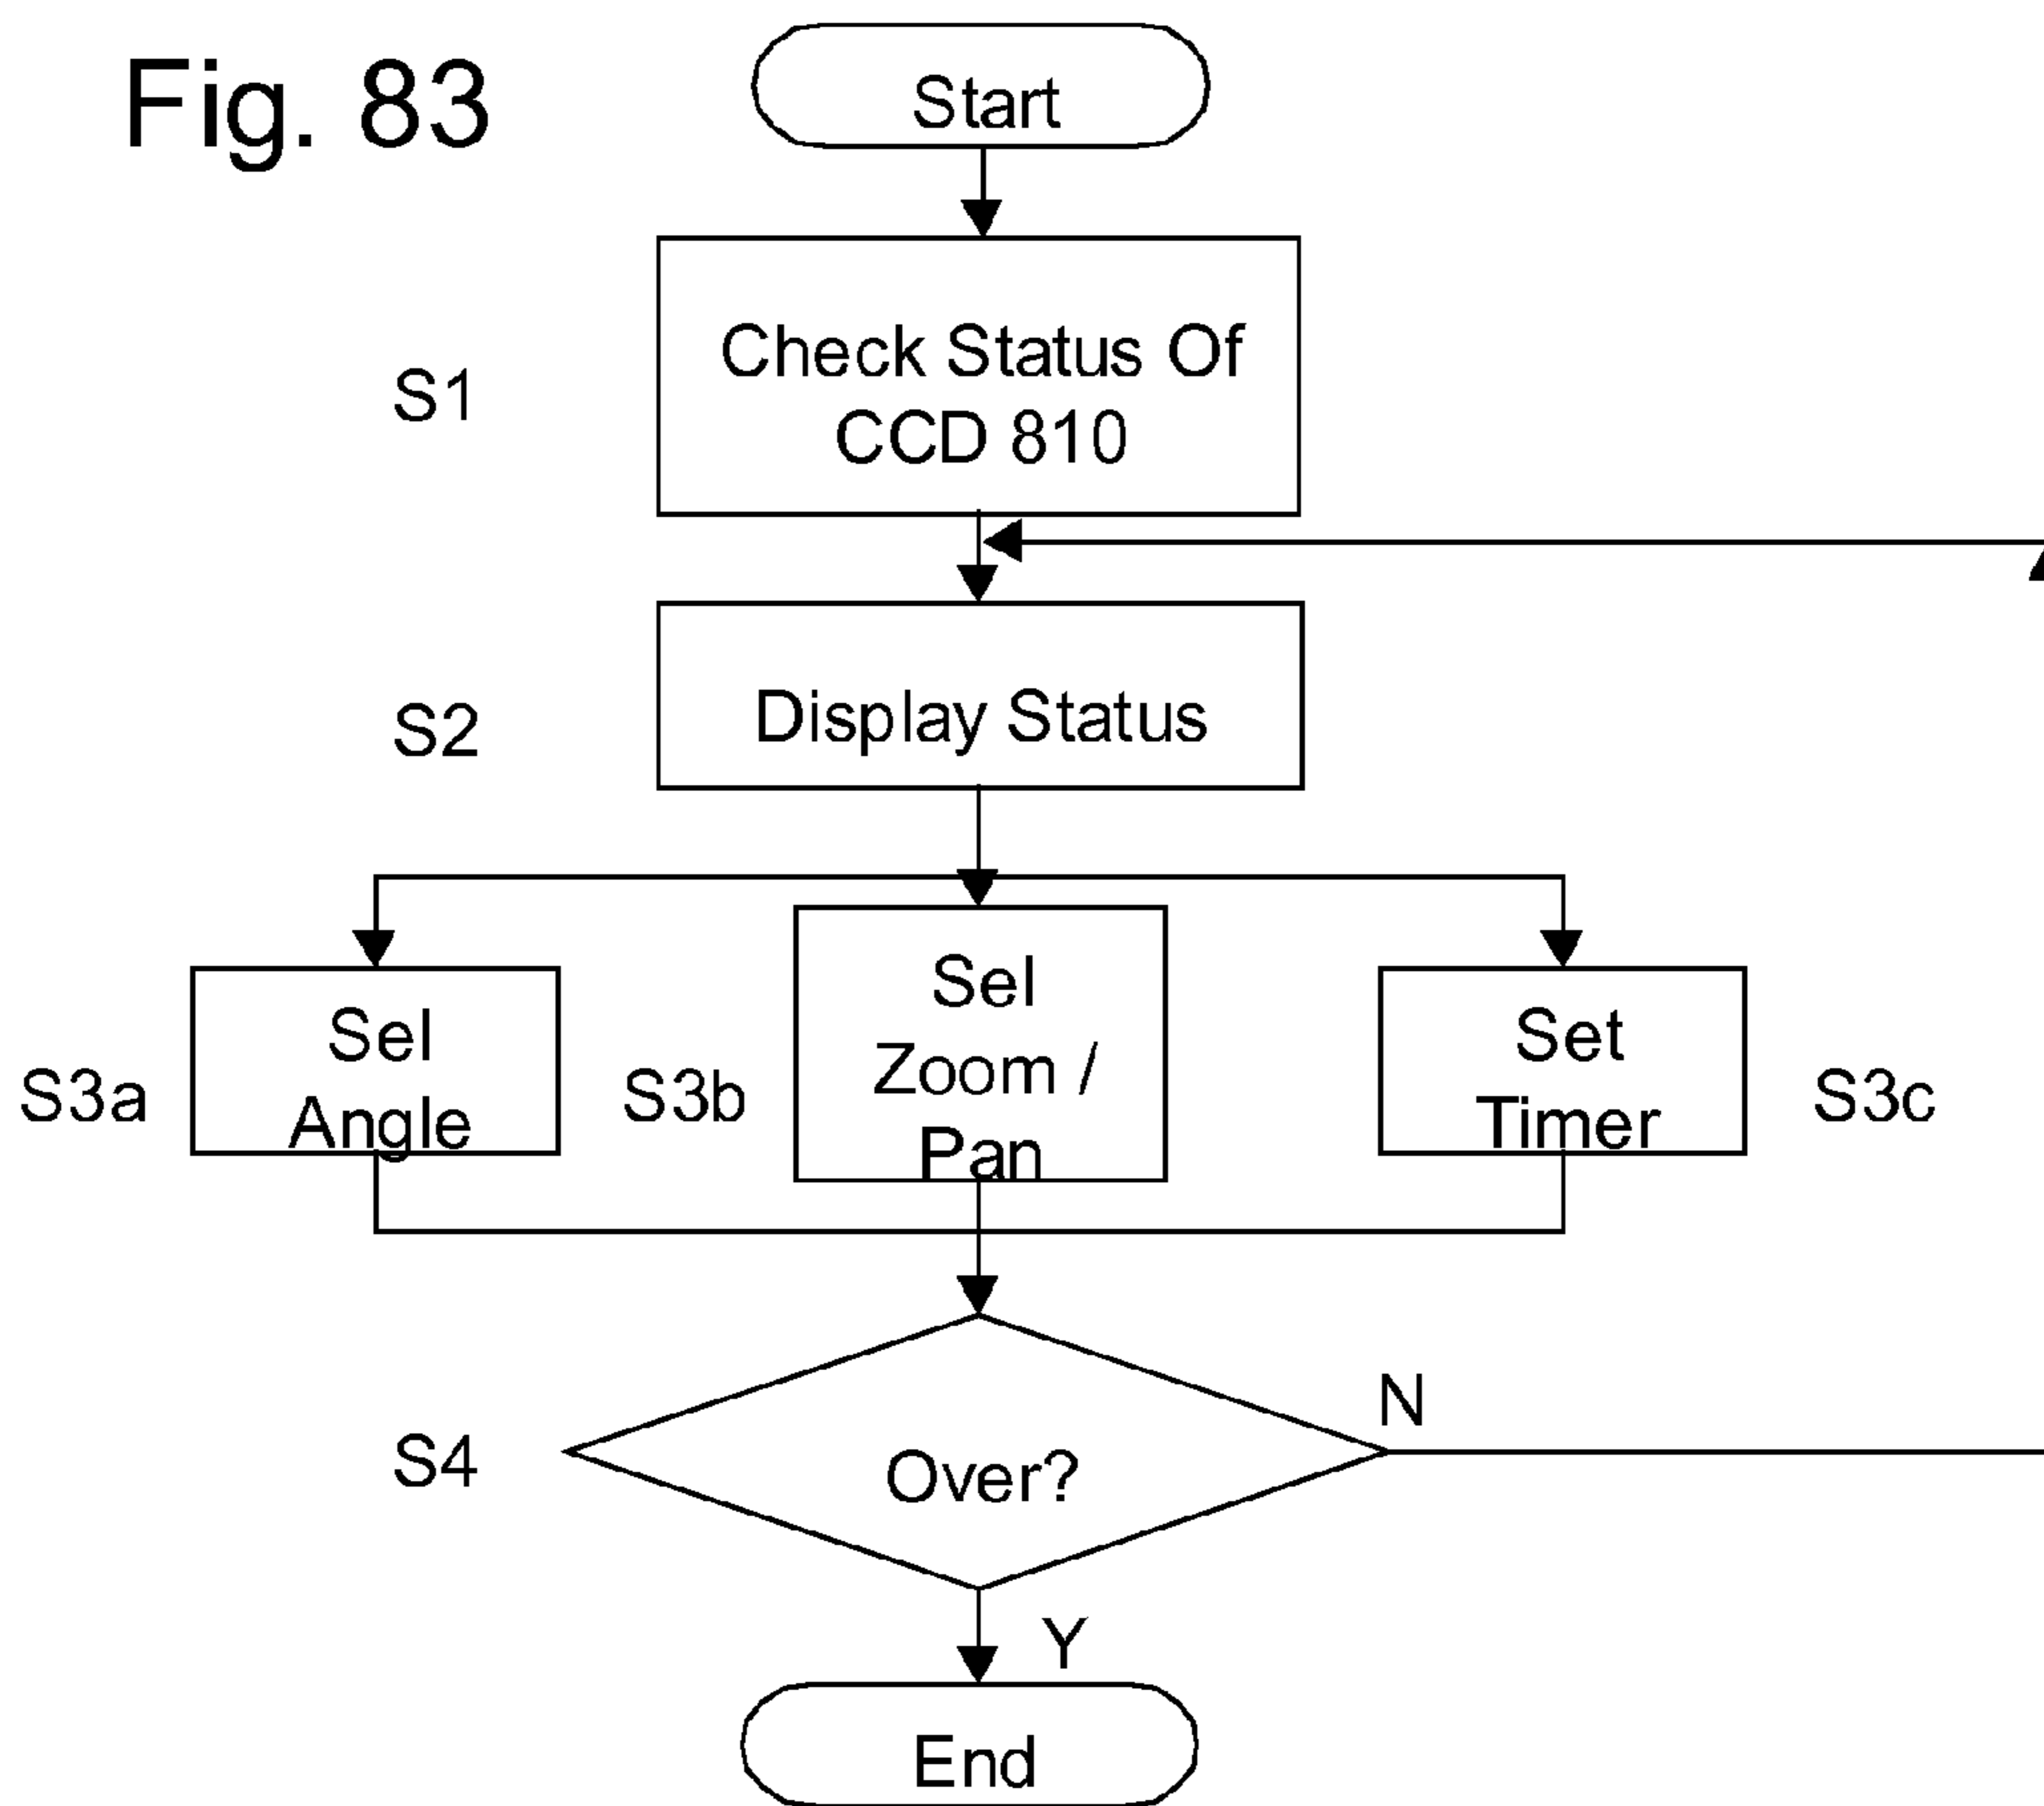 Fig. 83
Start
S1
Check Status Of
CCD 810
S2
Display Status
S3a
Sel
Angle
S3b
Sel
Zoom /
Pan
Set
Timer
S3c
S4
Over?
N
Y
End